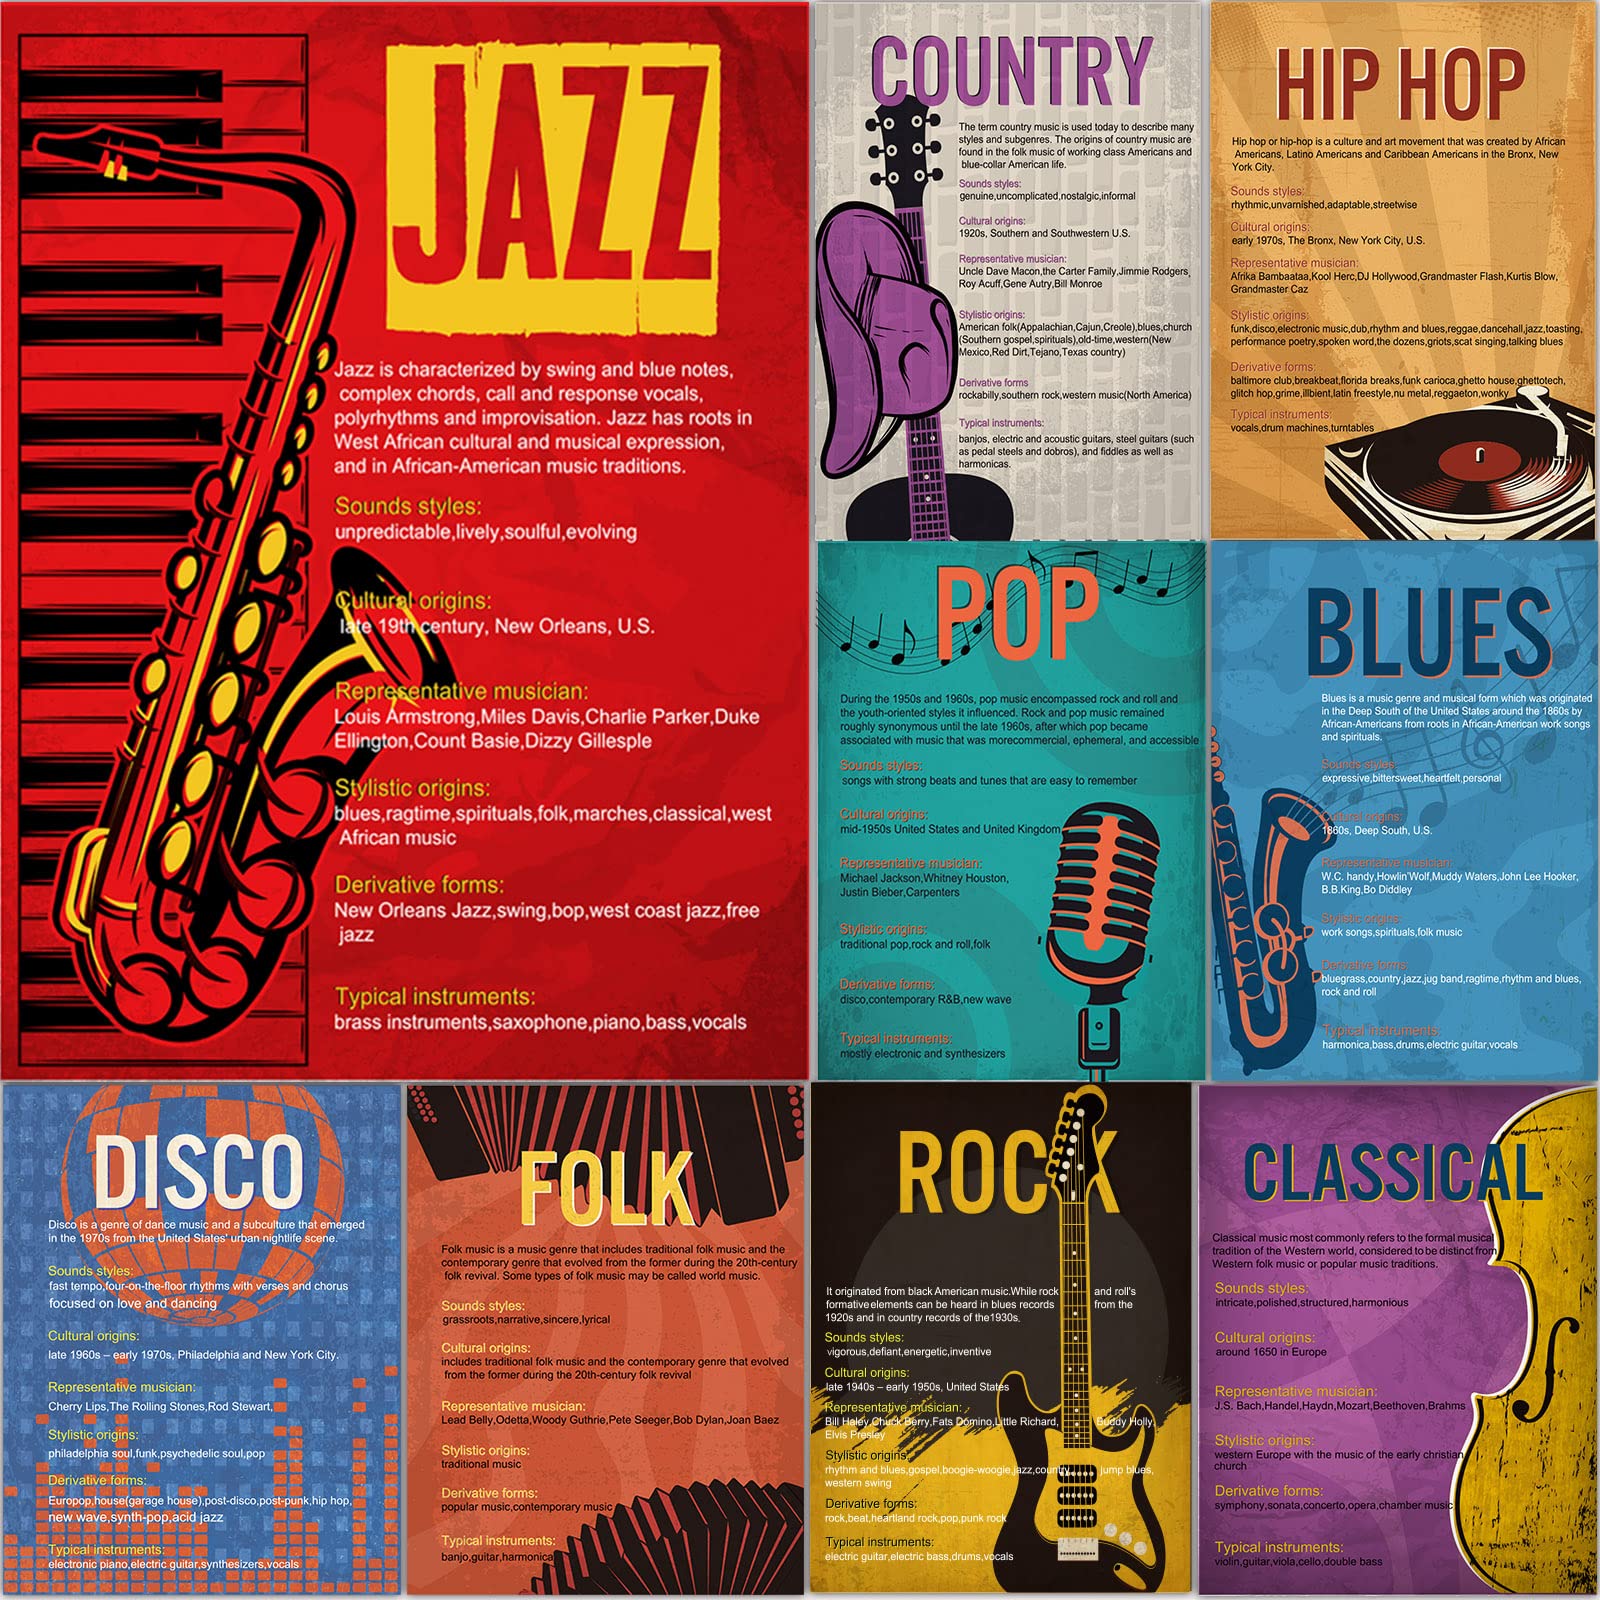 JAZZ
Jazz is characterized by swing and blue notes,
complex chords, call and response vocals,
polyrhythms and improvisation. Jazz has roots in
West African cultural and musical expression,
and in African-American music traditions.
Sounds styles:
unpredictable,lively,soulful,evolving
Cultural origins:
late 19th century, New Orleans, U.S.
Representative musician:
Louis Armstrong,Miles Davis,Charlie Parker,Duke
Ellington,Count Basie,Dizzy Gillesple
Stylistic origins:
blues,ragtime,spirituals,folk,marches,classical,west
African music
Derivative forms:
New Orleans Jazz,swing,bop,west coast jazz,free
jazz
Typical instruments:
brass instruments,saxophone,piano,bass,vocals
COUNTRY
The term country music is used today to describe many
styles and subgenres. The origins of country music are
found in the folk music of working class Americans and
blue-collar American life.
Sounds styles:
genuine,uncomplicated,nostalgic,informal
Cultural origins:
1920s, Southern and Southwestern U.S.
Representative musician:
Uncle Dave Macon,the Carter Family,Jimmie Rodgers,
Roy Acuff,Gene Autry,Bill Monroe
Stylistic origins:
American folk(Appalachian,Cajun,Creole),blues,church
(Southern gospel,spirituals),old-time,western(New
Mexico,Red Dirt,Tejano,Texas country)
Derivative forms
rockabilly,southern rock,western music(North America)
Typical instruments:
banjos, electric and acoustic guitars, steel guitars (such
as pedal steels and dobros), and fiddles as well as
harmonicas.
HIP HOP
Hip hop or hip-hop is a culture and art movement that was created by African
Americans, Latino Americans and Caribbean Americans in the Bronx, New
York City.
Sounds styles:
rhythmic,unvarnished,adaptable,streetwise
Cultural origins:
early 1970s, The Bronx, New York City, U.S.
Representative musician:
Afrika Bambaataa,Kool Herc,DJ Hollywood,Grandmaster Flash,Kurtis Blow,
Grandmaster Caz
Stylistic origins:
funk,disco,electronic music,dub,rhythm and blues,reggae,dancehall,jazz,toasting,
performance poetry,spoken word,the dozens,griots,scat singing,talking blues
Derivative forms:
baltimore club,breakbeat,florida breaks,funk carioca,ghetto house,ghettotech,
glitch hop,grime,illbient,latin freestyle,nu metal,reggaeton,wonky
Typical instruments:
vocals,drum machines,turntables
POP
During the 1950s and 1960s, pop music encompassed rock and roll and
the youth-oriented styles it influenced. Rock and pop music remained
roughly synonymous until the late 1960s, after which pop became
associated with music that was morecommercial, ephemeral, and accessible
Sounds styles:
songs with strong beats and tunes that are easy to remember
Cultural origins:
mid-1950s United States and United Kingdom
Representative musician:
Michael Jackson,Whitney Houston,
Justin Bieber,Carpenters
Stylistic origins:
traditional pop,rock and roll,folk
Derivative forms:
disco,contemporary R&B,new wave
Typical instruments:
mostly electronic and synthesizers
BLUES
Blues is a music genre and musical form which was originated
in the Deep South of the United States around the 1860s by
African-Americans from roots in African-American work songs
and spirituals.
Sounds styles:
expressive,bittersweet,heartfelt,personal
Cultural origins:
1860s, Deep South, U.S.
Representative musician:
W.C. handy,Howlin'Wolf,Muddy Waters,John Lee Hooker,
B.B.King,Bo Diddley
Stylistic origins:
work songs,spirituals,folk music
Derivative forms:
bluegrass,country,jazz,jug band,ragtime,rhythm and blues,
rock and roll
Typical instruments:
harmonica,bass,drums,electric guitar,vocals
DISCO
Disco is a genre of dance music and a subculture that emerged
in the 1970s from the United States' urban nightlife scene.
Sounds styles:
fast tempo,four-on-the-floor rhythms with verses and chorus
focused on love and dancing
Cultural origins:
late 1960s – early 1970s, Philadelphia and New York City.
Representative musician:
Cherry Lips,The Rolling Stones,Rod Stewart,
Stylistic origins:
philadelphia soul,funk,psychedelic soul,pop
Derivative forms:
Europop,house(garage house),post-disco,post-punk,hip hop,
new wave,synth-pop,acid jazz
Typical instruments:
electronic piano,electric guitar,synthesizers,vocals
FOLK
Folk music is a music genre that includes traditional folk music and the
contemporary genre that evolved from the former during the 20th-century
folk revival. Some types of folk music may be called world music.
Sounds styles:
grassroots,narrative,sincere,lyrical
Cultural origins:
includes traditional folk music and the contemporary genre that evolved
from the former during the 20th-century folk revival
Representative musician:
Lead Belly,Odetta,Woody Guthrie,Pete Seeger,Bob Dylan,Joan Baez
Stylistic origins:
traditional music
Derivative forms:
popular music,contemporary music
Typical instruments:
banjo,guitar,harmonica
ROCK
It originated from black American music.While rock and roll's
formative elements can be heard in blues records from the
1920s and in country records of the1930s.
Sounds styles:
vigorous,defiant,energetic,inventive
Cultural origins:
late 1940s – early 1950s, United States
Representative musician:
Bill Haley,Chuck Berry,Fats Domino,Little Richard, Buddy Holly,
Elvis Presley
Stylistic origins:
rhythm and blues,gospel,boogie-woogie,jazz,country, jump blues,
western swing
Derivative forms:
rock,beat,heartland rock,pop,punk rock
Typical instruments:
electric guitar,electric bass,drums,vocals
CLASSICAL
Classical music most commonly refers to the formal musical
tradition of the Western world, considered to be distinct from
Western folk music or popular music traditions.
Sounds styles:
intricate,polished,structured,harmonious
Cultural origins:
around 1650 in Europe
Representative musician:
J.S. Bach,Handel,Haydn,Mozart,Beethoven,Brahms
Stylistic origins:
western Europe with the music of the early christian
church
Derivative forms:
symphony,sonata,concerto,opera,chamber music
Typical instruments:
violin,guitar,viola,cello,double bass